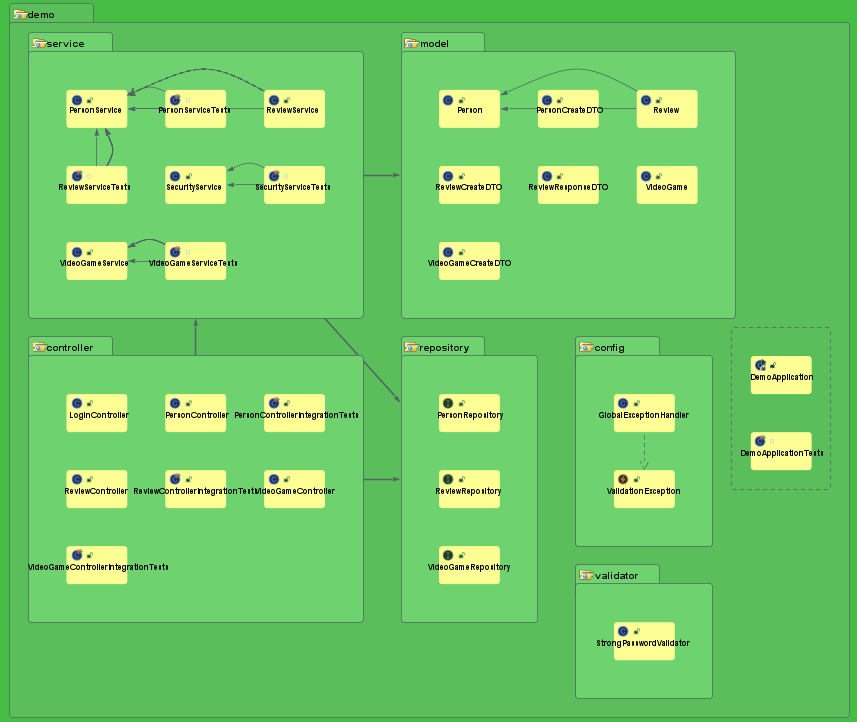 demo
service
PersonService
PersonServiceTests
ReviewService
ReviewServiceTests
SecurityService
SecurityServiceTests
VideoGameService
VideoGameServiceTests
model
Person
PersonCreateDTO
Review
ReviewCreateDTO
ReviewResponseDTO
VideoGame
VideoGameCreateDTO
controller
LoginController
PersonController
PersonControllerIntegrationTests
ReviewController
ReviewControllerIntegrationTests
VideoGameController
VideoGameControllerIntegrationTests
repository
PersonRepository
ReviewRepository
VideoGameRepository
config
GlobalExceptionHandler
ValidationException
DemoApplication
DemoApplicationTests
validator
StrongPasswordValidator